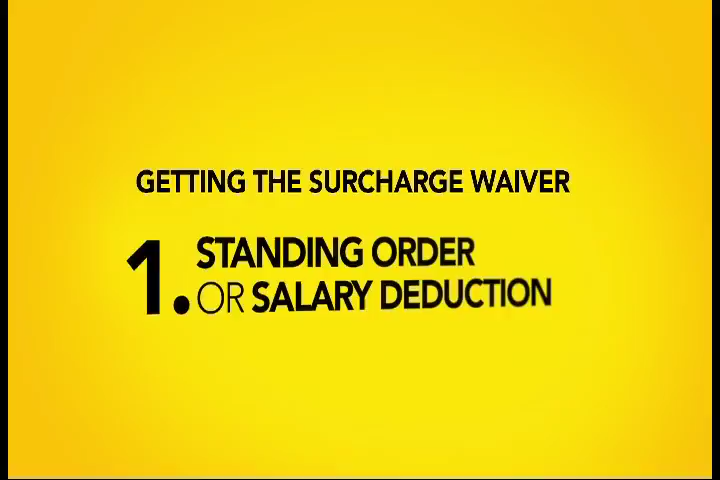 GETTING THE SURCHARGE WAIVER
1. STANDING ORDER
OR SALARY DEDUCTION